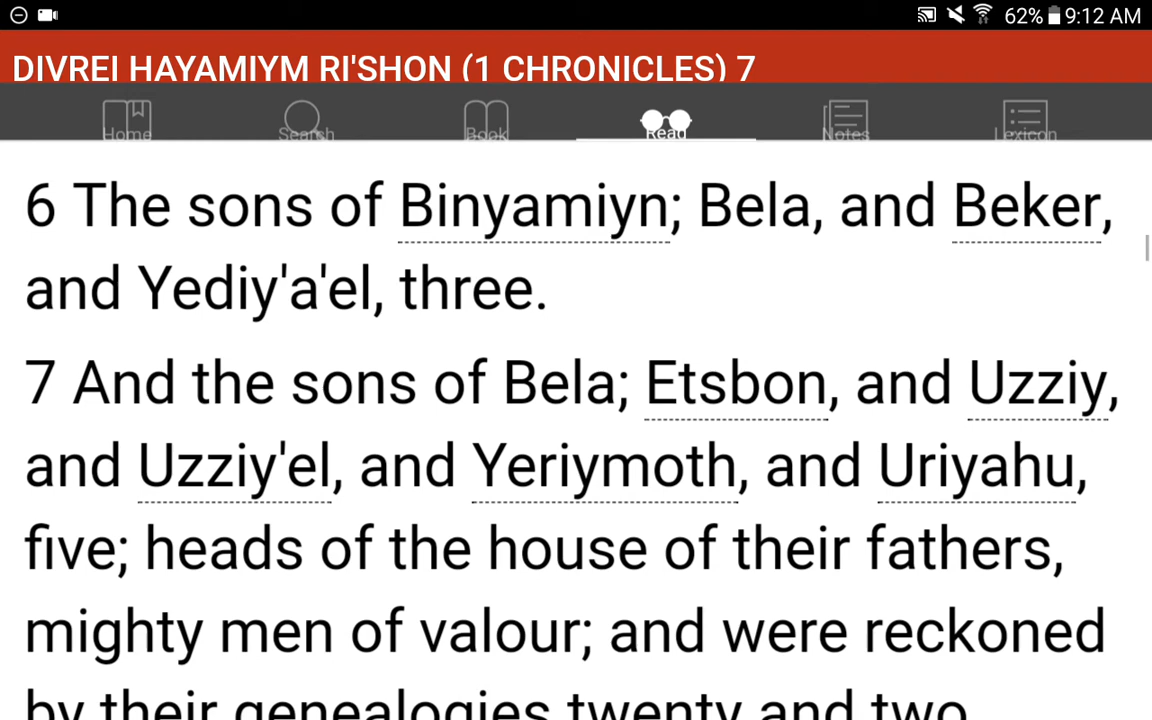 62% 9:12 AM
DIVREI HAYAMIYM RI'SHON (1 CHRONICLES) 7
Home Search Book Read Notes Lexicon
6 The sons of Binyamiyn; Bela, and Beker,
and Yediy'a'el, three.
7 And the sons of Bela; Etsbon, and Uzziy,
and Uzziy'el, and Yeriymoth, and Uriyahu,
five; heads of the house of their fathers,
mighty men of valour; and were reckoned
by their genealogies twenty and two